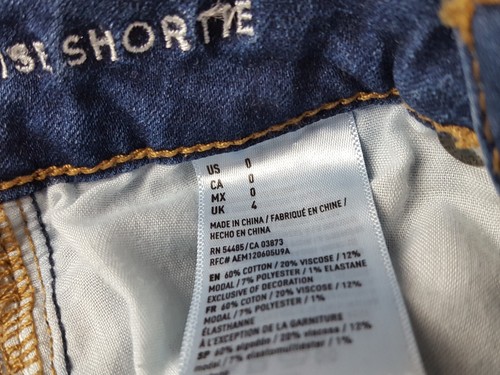 SHORTIE
US 0
CA 0
MX 0
UK 4
MADE IN CHINA / FABRIQUÉ EN CHINE /
HECHO EN CHINA
RN 54485/CA 03873
RFC# AEM120605U9A
EN 60% COTTON / 20% VISCOSE / 12%
MODAL / 7% POLYESTER / 1% ELASTANE
EXCLUSIVE OF DECORATION
FR 60% COTON / 20% VISCOSE / 12%
MODAL / 7% POLYESTER / 1%
ÉLASTHANNE
À L'EXCEPTION DE LA GARNITURE
SP 60% algodón / 20% viscosa / 12%
modal / 7% / 1%